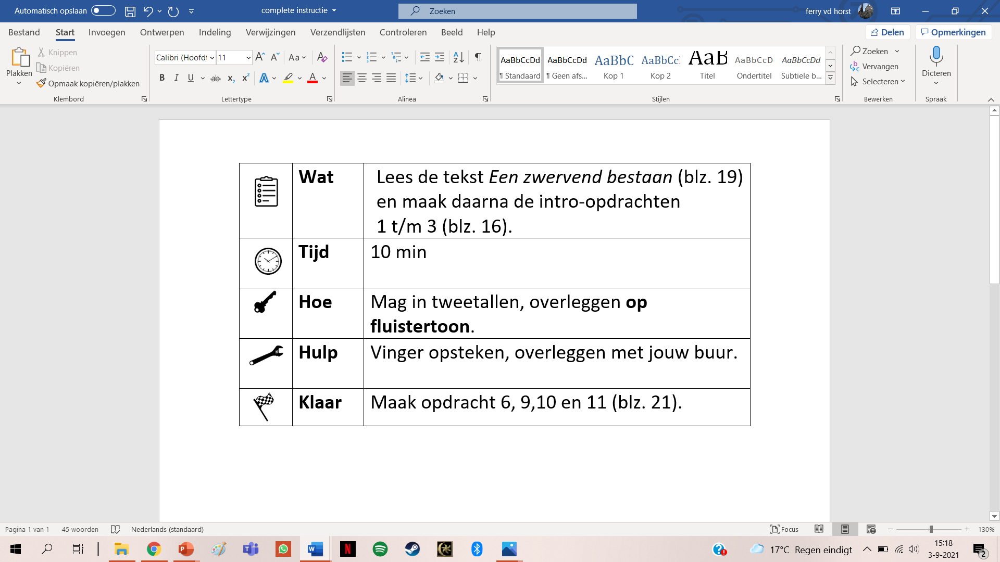 Automatisch opslaan
complete instructie
Zoeken
ferry vd horst
Bestand Start Invoegen Ontwerpen Indeling Verwijzingen Verzendlijsten Controleren Beeld Help
Delen Opmerkingen
Plakken
Knippen
Kopiëren
Opmaak kopiëren/plakken
Klembord
Calibri (Hoofdt 11
Lettertype
Alinea
AaBbCcDd AaBbCcDd AaBbC AaBbCc AaB AaBbCcD AaBbCcDd
¶ Standaard ¶ Geen afs... Kop 1 Kop 2 Titel Ondertitel Subtiele b...
Stijlen
Zoeken
Vervangen
Selecteren
Bewerken
Dicteren
Spraak
Wat Lees de tekst Een zwervend bestaan (blz. 19)
en maak daarna de intro-opdrachten
1 t/m 3 (blz. 16).
Tijd 10 min
Hoe Mag in tweetallen, overleggen op
fluistertoon.
Hulp Vinger opsteken, overleggen met jouw buur.
Klaar Maak opdracht 6, 9,10 en 11 (blz. 21).
Pagina 1 van 1 45 woorden Nederlands (standaard) Focus 130%
17°C Regen eindigt
15:18
3-9-2021
2